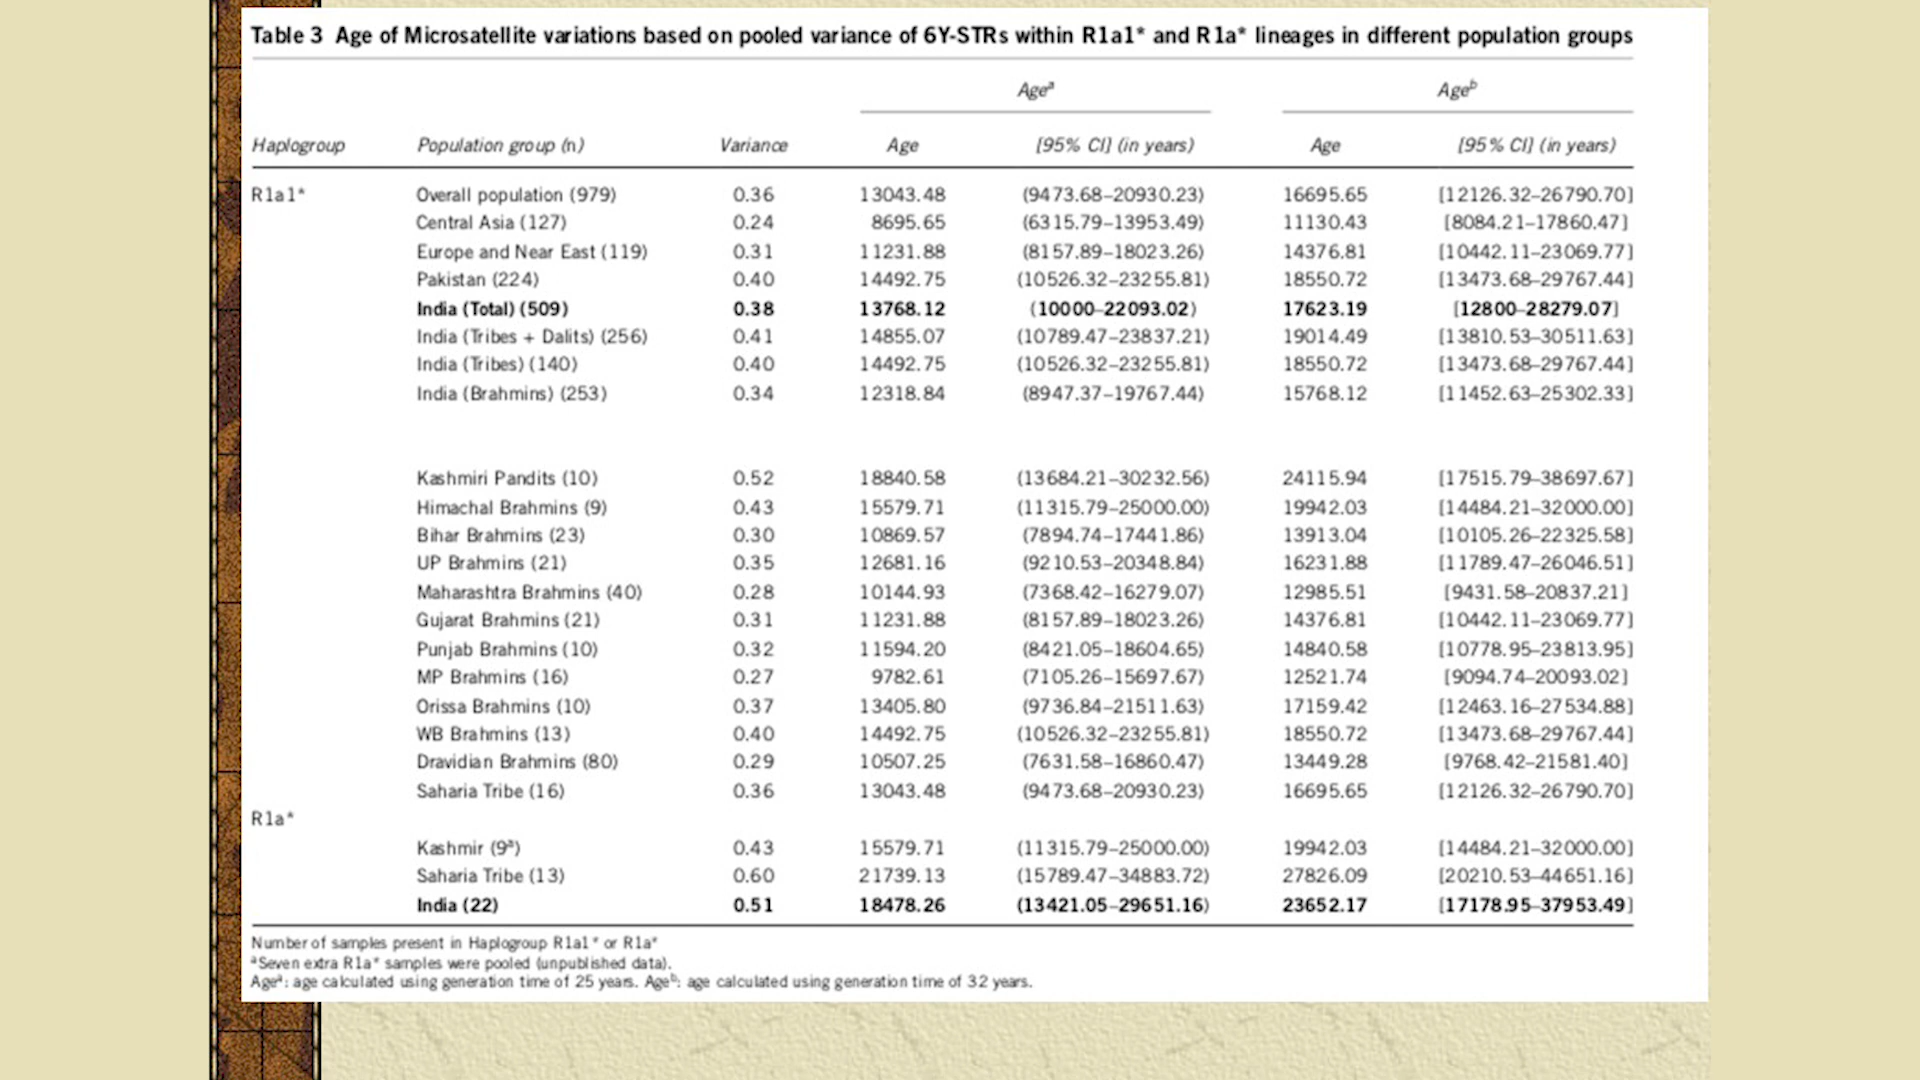 Table 3 Age of Microsatellite variations based on pooled variance of 6Y-STRs within R1a1* and R1a* lineages in different population groups
Ageᵃ Ageᵇ
Haplogroup Population group (n) Variance Age [95% CI] (in years) Age [95% CI] (in years)
R1a1* Overall population (979) 0.36 13043.48 (9473.68–20930.23) 16695.65 [12126.32–26790.70]
Central Asia (127) 0.24 8695.65 (6315.79–13953.49) 11130.43 [8084.21–17860.47]
Europe and Near East (119) 0.31 11231.88 (8157.89–18023.26) 14376.81 [10442.11–23069.77]
Pakistan (224) 0.40 14492.75 (10526.32–23255.81) 18550.72 [13473.68–29767.44]
India (Total) (509) 0.38 13768.12 (10000–22093.02) 17623.19 [12800–28279.07]
India (Tribes + Dalits) (256) 0.41 14855.07 (10789.47–23837.21) 19014.49 [13810.53–30511.63]
India (Tribes) (140) 0.40 14492.75 (10526.32–23255.81) 18550.72 [13473.68–29767.44]
India (Brahmins) (253) 0.34 12318.84 (8947.37–19767.44) 15768.12 [11452.63–25302.33]
Kashmiri Pandits (10) 0.52 18840.58 (13684.21–30232.56) 24115.94 [17515.79–38697.67]
Himachal Brahmins (9) 0.43 15579.71 (11315.79–25000.00) 19942.03 [14484.21–32000.00]
Bihar Brahmins (23) 0.30 10869.57 (7894.74–17441.86) 13913.04 [10105.26–22325.58]
UP Brahmins (21) 0.35 12681.16 (9210.53–20348.84) 16231.88 [11789.47–26046.51]
Maharashtra Brahmins (40) 0.28 10144.93 (7368.42–16279.07) 12985.51 [9431.58–20837.21]
Gujarat Brahmins (21) 0.31 11231.88 (8157.89–18023.26) 14376.81 [10442.11–23069.77]
Punjab Brahmins (10) 0.32 11594.20 (8421.05–18604.65) 14840.58 [10778.95–23813.95]
MP Brahmins (16) 0.27 9782.61 (7105.26–15697.67) 12521.74 [9094.74–20093.02]
Orissa Brahmins (10) 0.37 13405.80 (9736.84–21511.63) 17159.42 [12463.16–27534.88]
WB Brahmins (13) 0.40 14492.75 (10526.32–23255.81) 18550.72 [13473.68–29767.44]
Dravidian Brahmins (80) 0.29 10507.25 (7631.58–16860.47) 13449.28 [9768.42–21581.40]
Saharia Tribe (16) 0.36 13043.48 (9473.68–20930.23) 16695.65 [12126.32–26790.70]
R1a*
Kashmir (9ᵃ) 0.43 15579.71 (11315.79–25000.00) 19942.03 [14484.21–32000.00]
Saharia Tribe (13) 0.60 21739.13 (15789.47–34883.72) 27826.09 [20210.53–44651.16]
India (22) 0.51 18478.26 (13421.05–29651.16) 23652.17 [17178.95–37953.49]
Number of samples present in Haplogroup R1a1* or R1a*
ᵃSeven extra R1a* samples were pooled (unpublished data).
Ageᵃ: age calculated using generation time of 25 years. Ageᵇ: age calculated using generation time of 32 years.